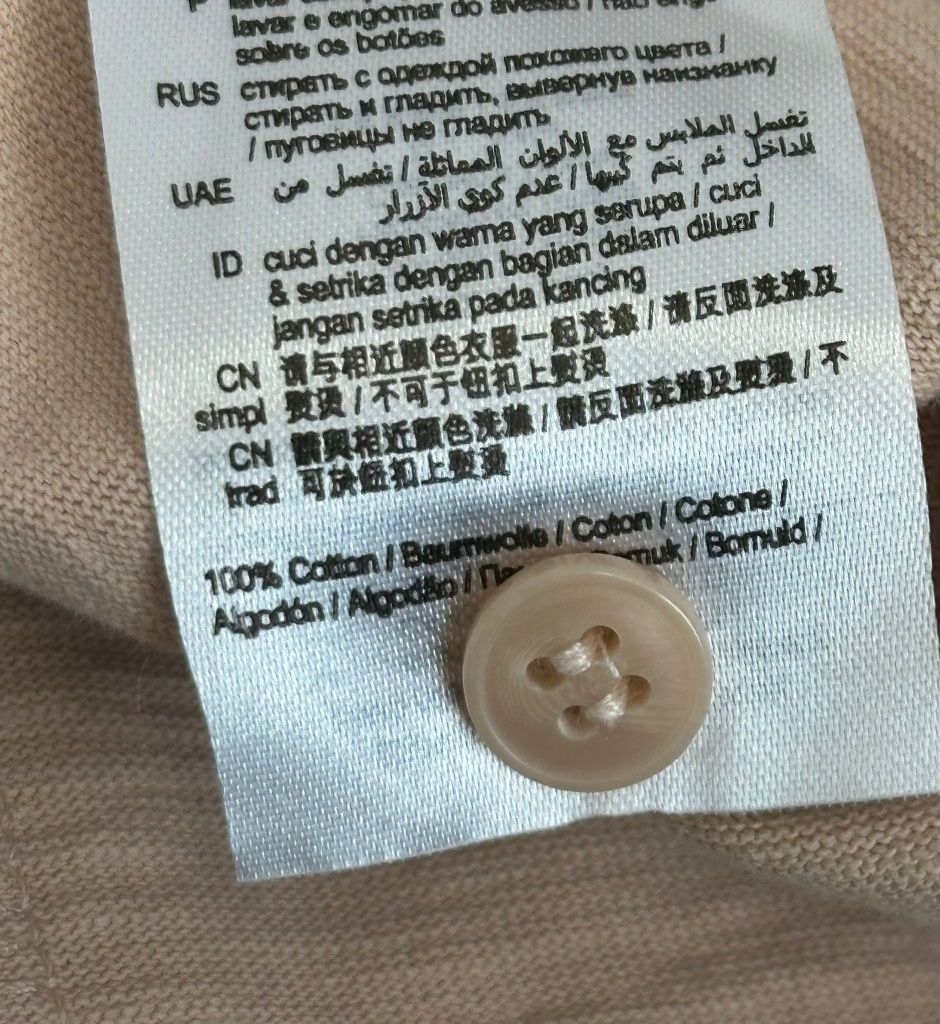 lavar e engomar do avesso / não engo
sobre os botões
RUS стирать с одеждой похожего цвета /
стирать и гладить, вывернув наизнанку
/ пуговицы не гладить
UAE تغسل الملابس مع الألوان المماثلة / تغسل من
الداخل ثم يتم كيها / عدم كوي الأزرار
ID cuci dengan warna yang serupa / cuci
& setrika dengan bagian dalam diluar /
jangan setrika pada kancing
CN 请与相近颜色衣服一起洗涤 / 请反面洗涤及
simpl 熨烫 / 不可于钮扣上熨烫
CN 請與相近顏色洗滌 / 請反面洗滌及熨燙 / 不
trad 可於鈕扣上熨燙
100% Cotton / Baumwolle / Coton / Cotone /
Algodón / Algodão / Pamuk / Bomuld /